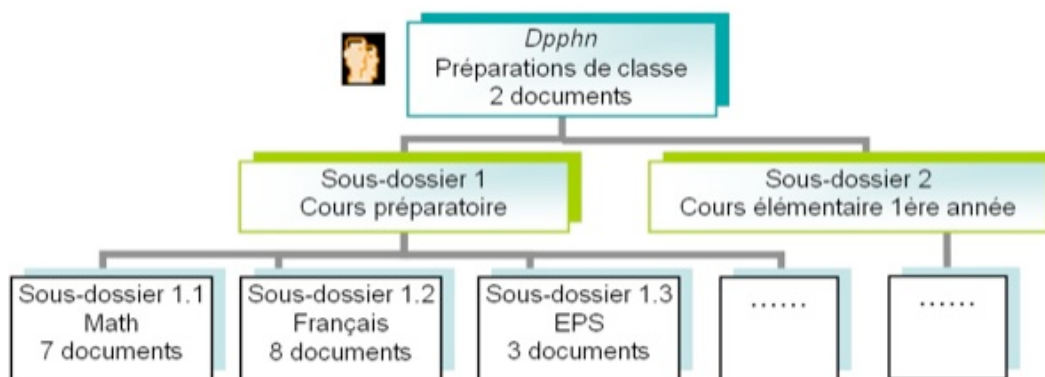 Dpphn
Préparations de classe
2 documents
Sous-dossier 1
Cours préparatoire
Sous-dossier 2
Cours élémentaire 1ère année
Sous-dossier 1.1
Math
7 documents
Sous-dossier 1.2
Français
8 documents
Sous-dossier 1.3
EPS
3 documents
......
......